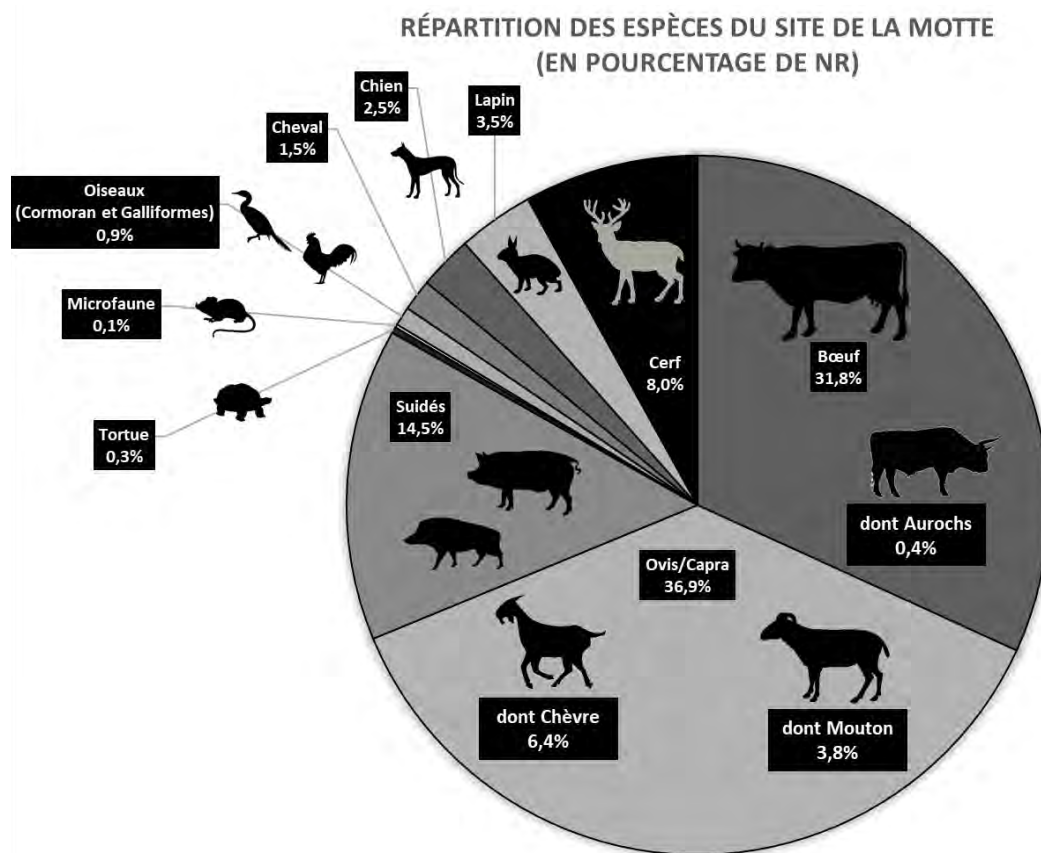 RÉPARTITION DES ESPÈCES DU SITE DE LA MOTTE
(EN POURCENTAGE DE NR)
Chien
2,5%
Lapin
3,5%
Cheval
1,5%
Oiseaux
(Cormoran et Galliformes)
0,9%
Microfaune
0,1%
Tortue
0,3%
Suidés
14,5%
Cerf
8,0%
Bœuf
31,8%
dont Aurochs
0,4%
Ovis/Capra
36,9%
dont Chèvre
6,4%
dont Mouton
3,8%